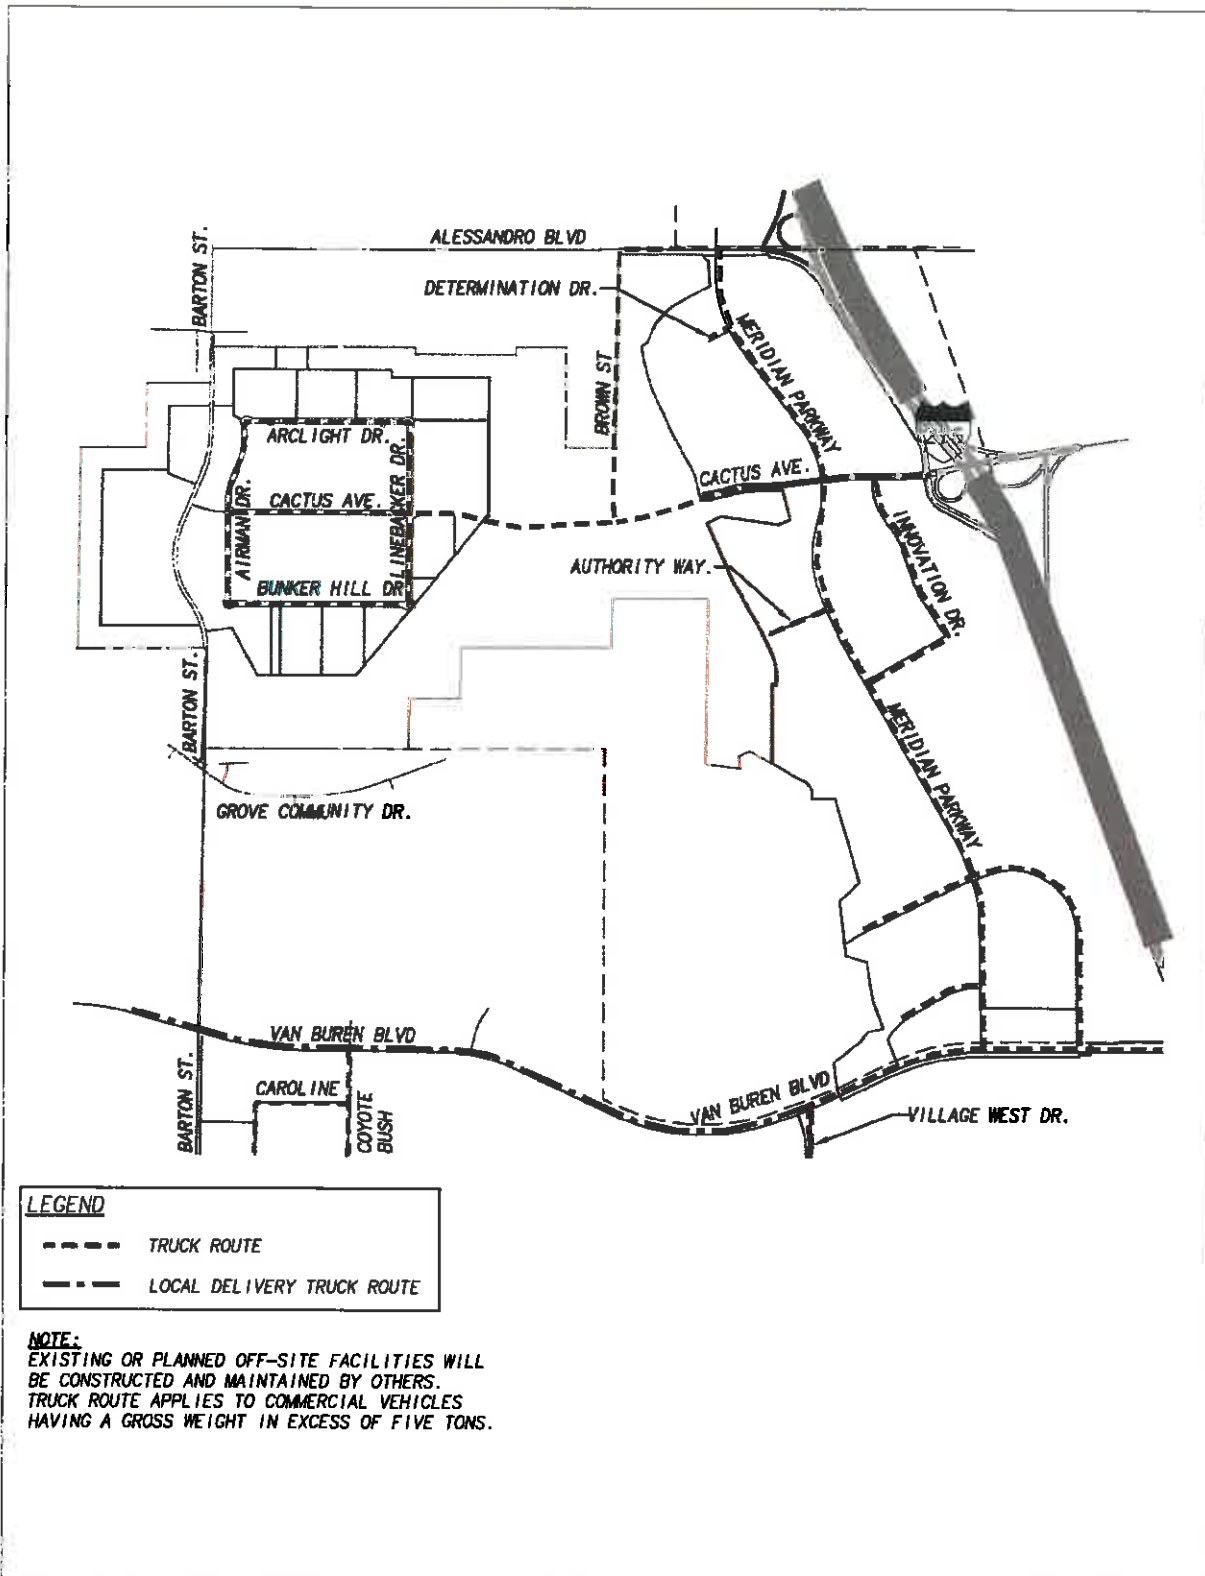 ALESSANDRO BLVD
BARTON ST.
DETERMINATION DR.
MERIDIAN PARKWAY
BROWN ST
ARCLIGHT DR.
LINEBACKER DR.
CACTUS AVE.
CACTUS AVE.
AIRMAN DR.
INNOVATION DR.
AUTHORITY WAY.
BUNKER HILL DR
BARTON ST.
MERIDIAN PARKWAY
GROVE COMMUNITY DR.
VAN BUREN BLVD
BARTON ST.
CAROLINE
COYOTE
BUSH
VAN BUREN BLVD
VILLAGE WEST DR.
LEGEND
TRUCK ROUTE
LOCAL DELIVERY TRUCK ROUTE
NOTE:
EXISTING OR PLANNED OFF-SITE FACILITIES WILL
BE CONSTRUCTED AND MAINTAINED BY OTHERS.
TRUCK ROUTE APPLIES TO COMMERCIAL VEHICLES
HAVING A GROSS WEIGHT IN EXCESS OF FIVE TONS.